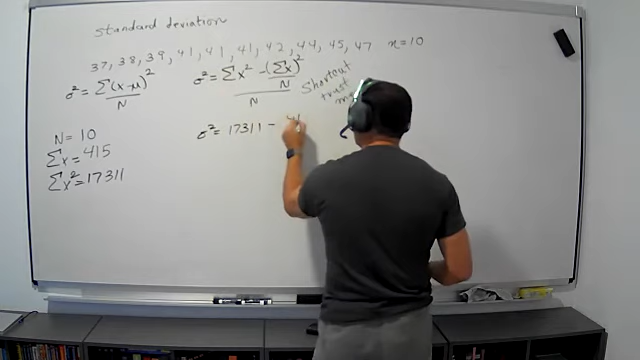 standard deviation
37, 38, 39, 41, 41, 41, 42, 44, 45, 47 n=10
σ² = Σ(x-μ)² / N
σ² = Σx² - (Σx)² / N / N
Shortcut
trust
N = 10
Σx = 415
Σx² = 17311
σ² = 17311 -